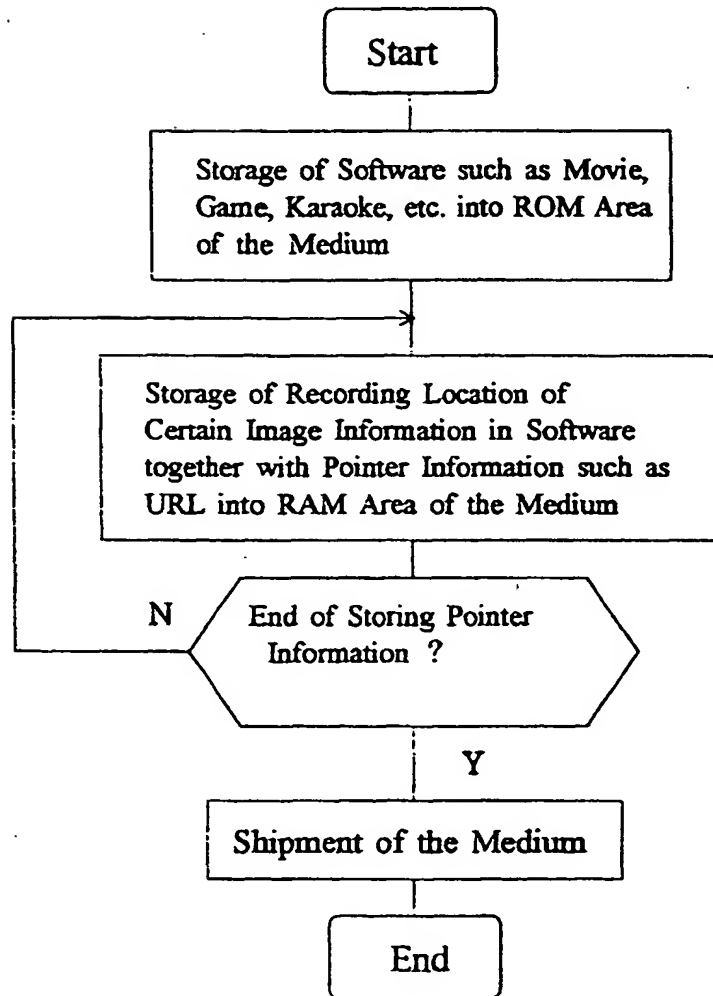 Start
Storage of Software such as Movie,
Game, Karaoke, etc. into ROM Area
of the Medium
Storage of Recording Location of
Certain Image Information in Software
together with Pointer Information such as
URL into RAM Area of the Medium
N
End of Storing Pointer
Information ?
Y
Shipment of the Medium
End